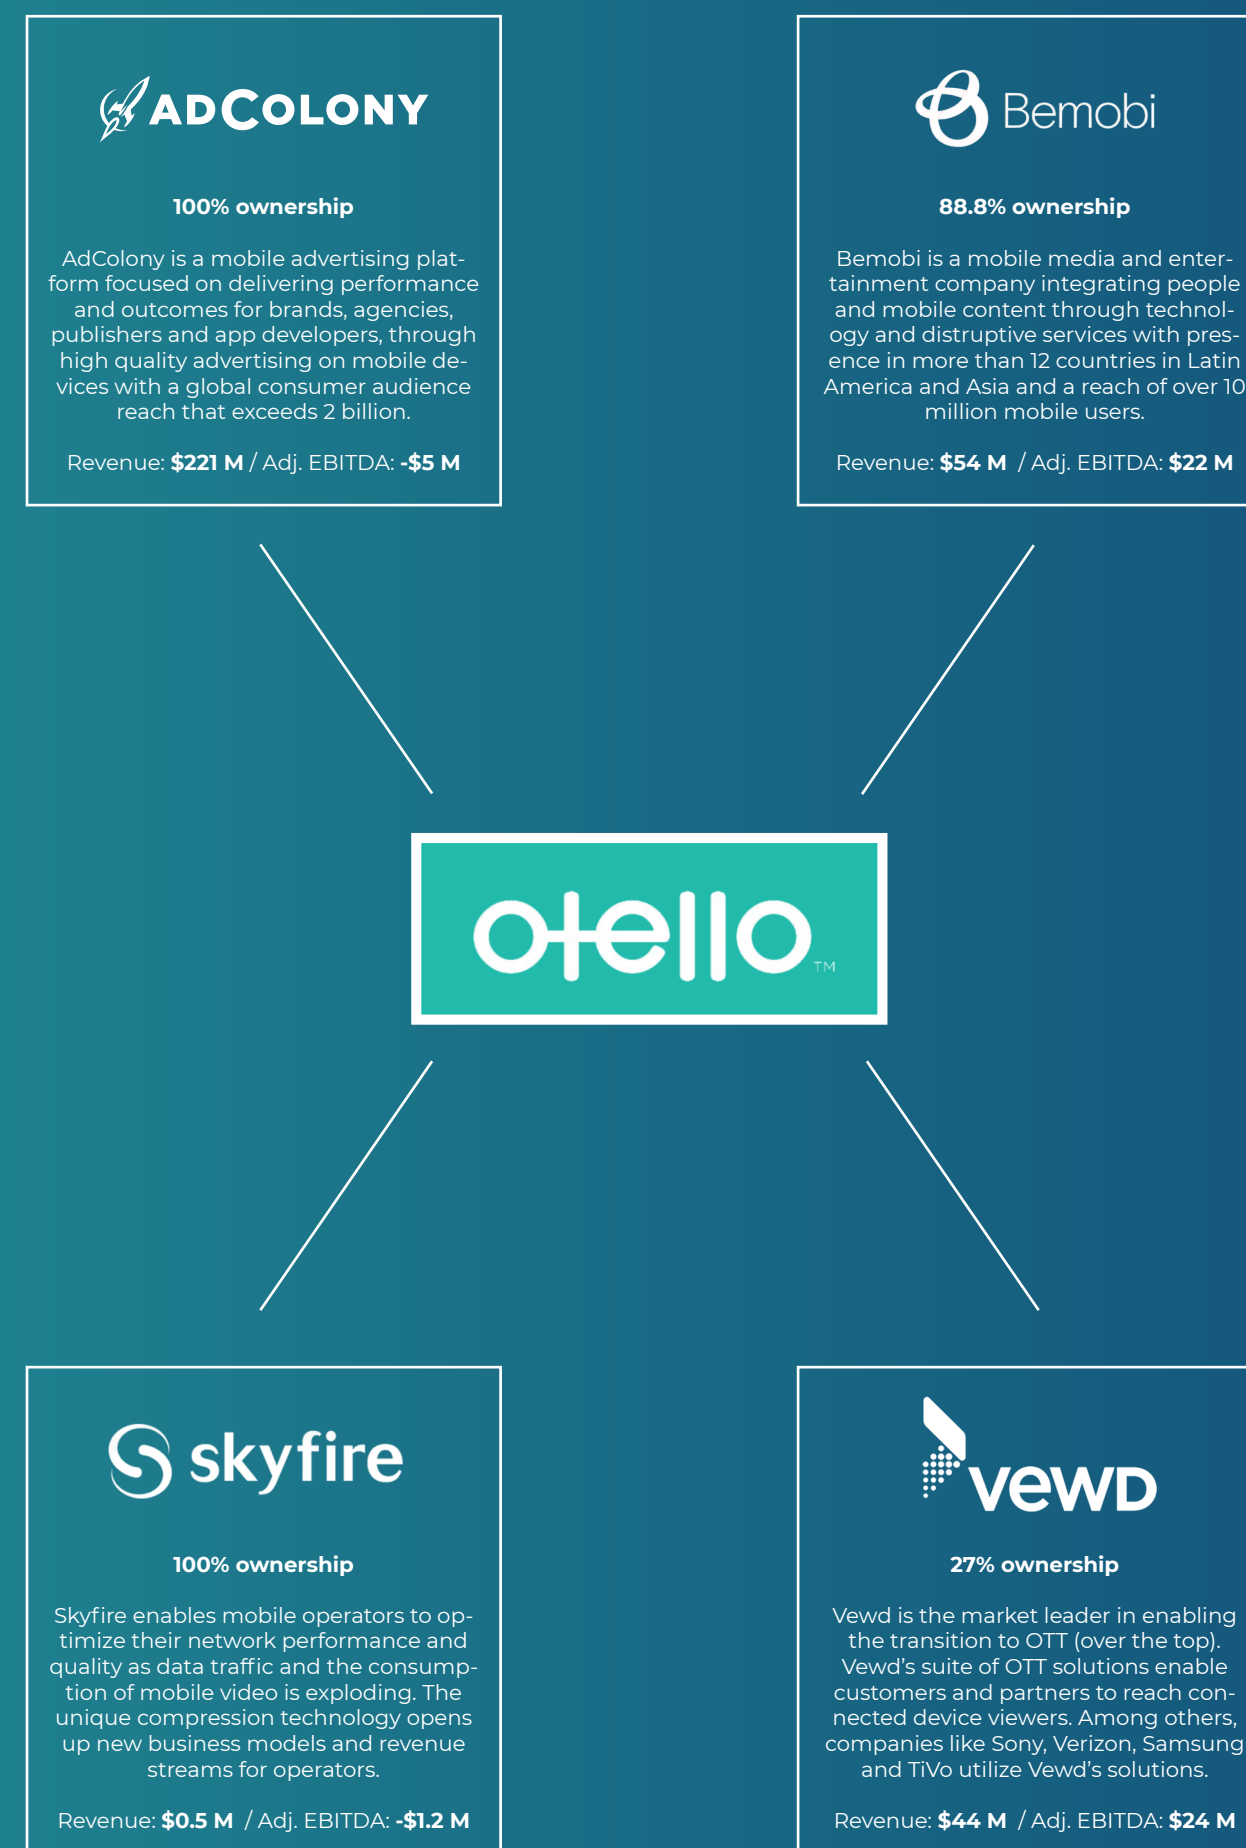 ADCOLONY
100% ownership
AdColony is a mobile advertising plat-
form focused on delivering performance
and outcomes for brands, agencies,
publishers and app developers, through
high quality advertising on mobile de-
vices with a global consumer audience
reach that exceeds 2 billion.
Revenue: $221 M / Adj. EBITDA: -$5 M
Bemobi
88.8% ownership
Bemobi is a mobile media and enter-
tainment company integrating people
and mobile content through technol-
ogy and distruptive services with pres-
ence in more than 12 countries in Latin
America and Asia and a reach of over 10
million mobile users.
Revenue: $54 M / Adj. EBITDA: $22 M
otello TM
skyfire
100% ownership
Skyfire enables mobile operators to op-
timize their network performance and
quality as data traffic and the consump-
tion of mobile video is exploding. The
unique compression technology opens
up new business models and revenue
streams for operators.
Revenue: $0.5 M / Adj. EBITDA: -$1.2 M
vewD
27% ownership
Vewd is the market leader in enabling
the transition to OTT (over the top).
Vewd’s suite of OTT solutions enable
customers and partners to reach con-
nected device viewers. Among others,
companies like Sony, Verizon, Samsung
and TiVo utilize Vewd’s solutions.
Revenue: $44 M / Adj. EBITDA: $24 M